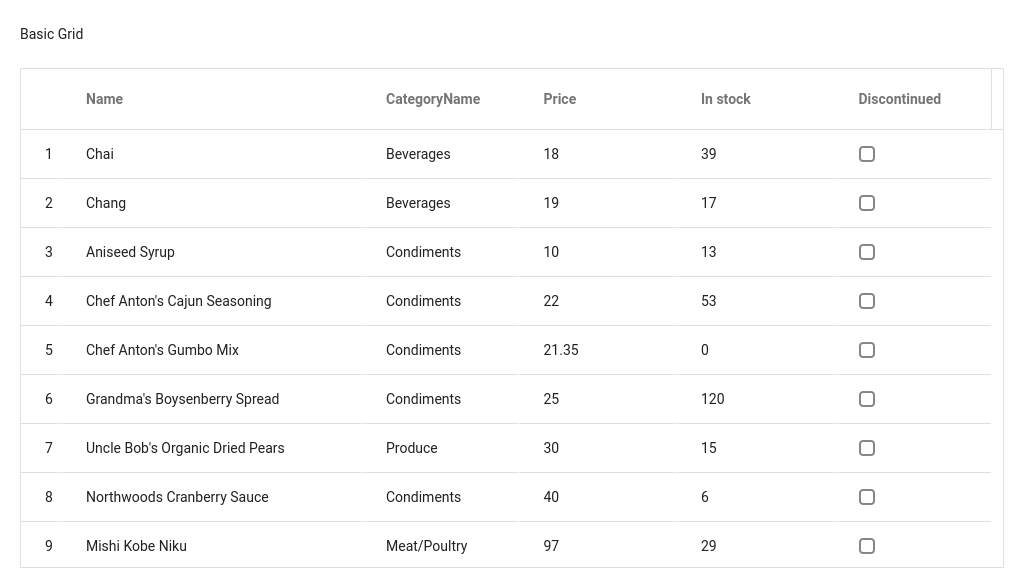 Basic Grid
Name CategoryName Price In stock Discontinued
1 Chai Beverages 18 39
2 Chang Beverages 19 17
3 Aniseed Syrup Condiments 10 13
4 Chef Anton's Cajun Seasoning Condiments 22 53
5 Chef Anton's Gumbo Mix Condiments 21.35 0
6 Grandma's Boysenberry Spread Condiments 25 120
7 Uncle Bob's Organic Dried Pears Produce 30 15
8 Northwoods Cranberry Sauce Condiments 40 6
9 Mishi Kobe Niku Meat/Poultry 97 29